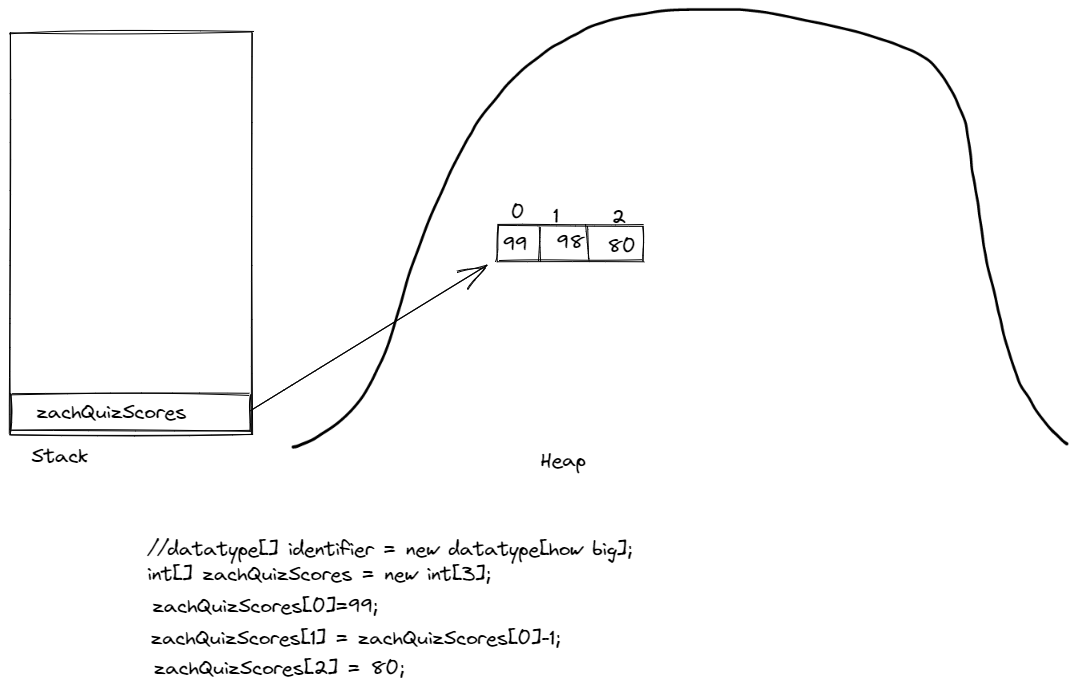 0 1 2
99 98 80
zachQuizScores
Stack
Heap
//datatype[] identifier = new datatype[how big];
int[] zachQuizScores = new int[3];
zachQuizScores[0]=99;
zachQuizScores[1] = zachQuizScores[0]-1;
zachQuizScores[2] = 80;